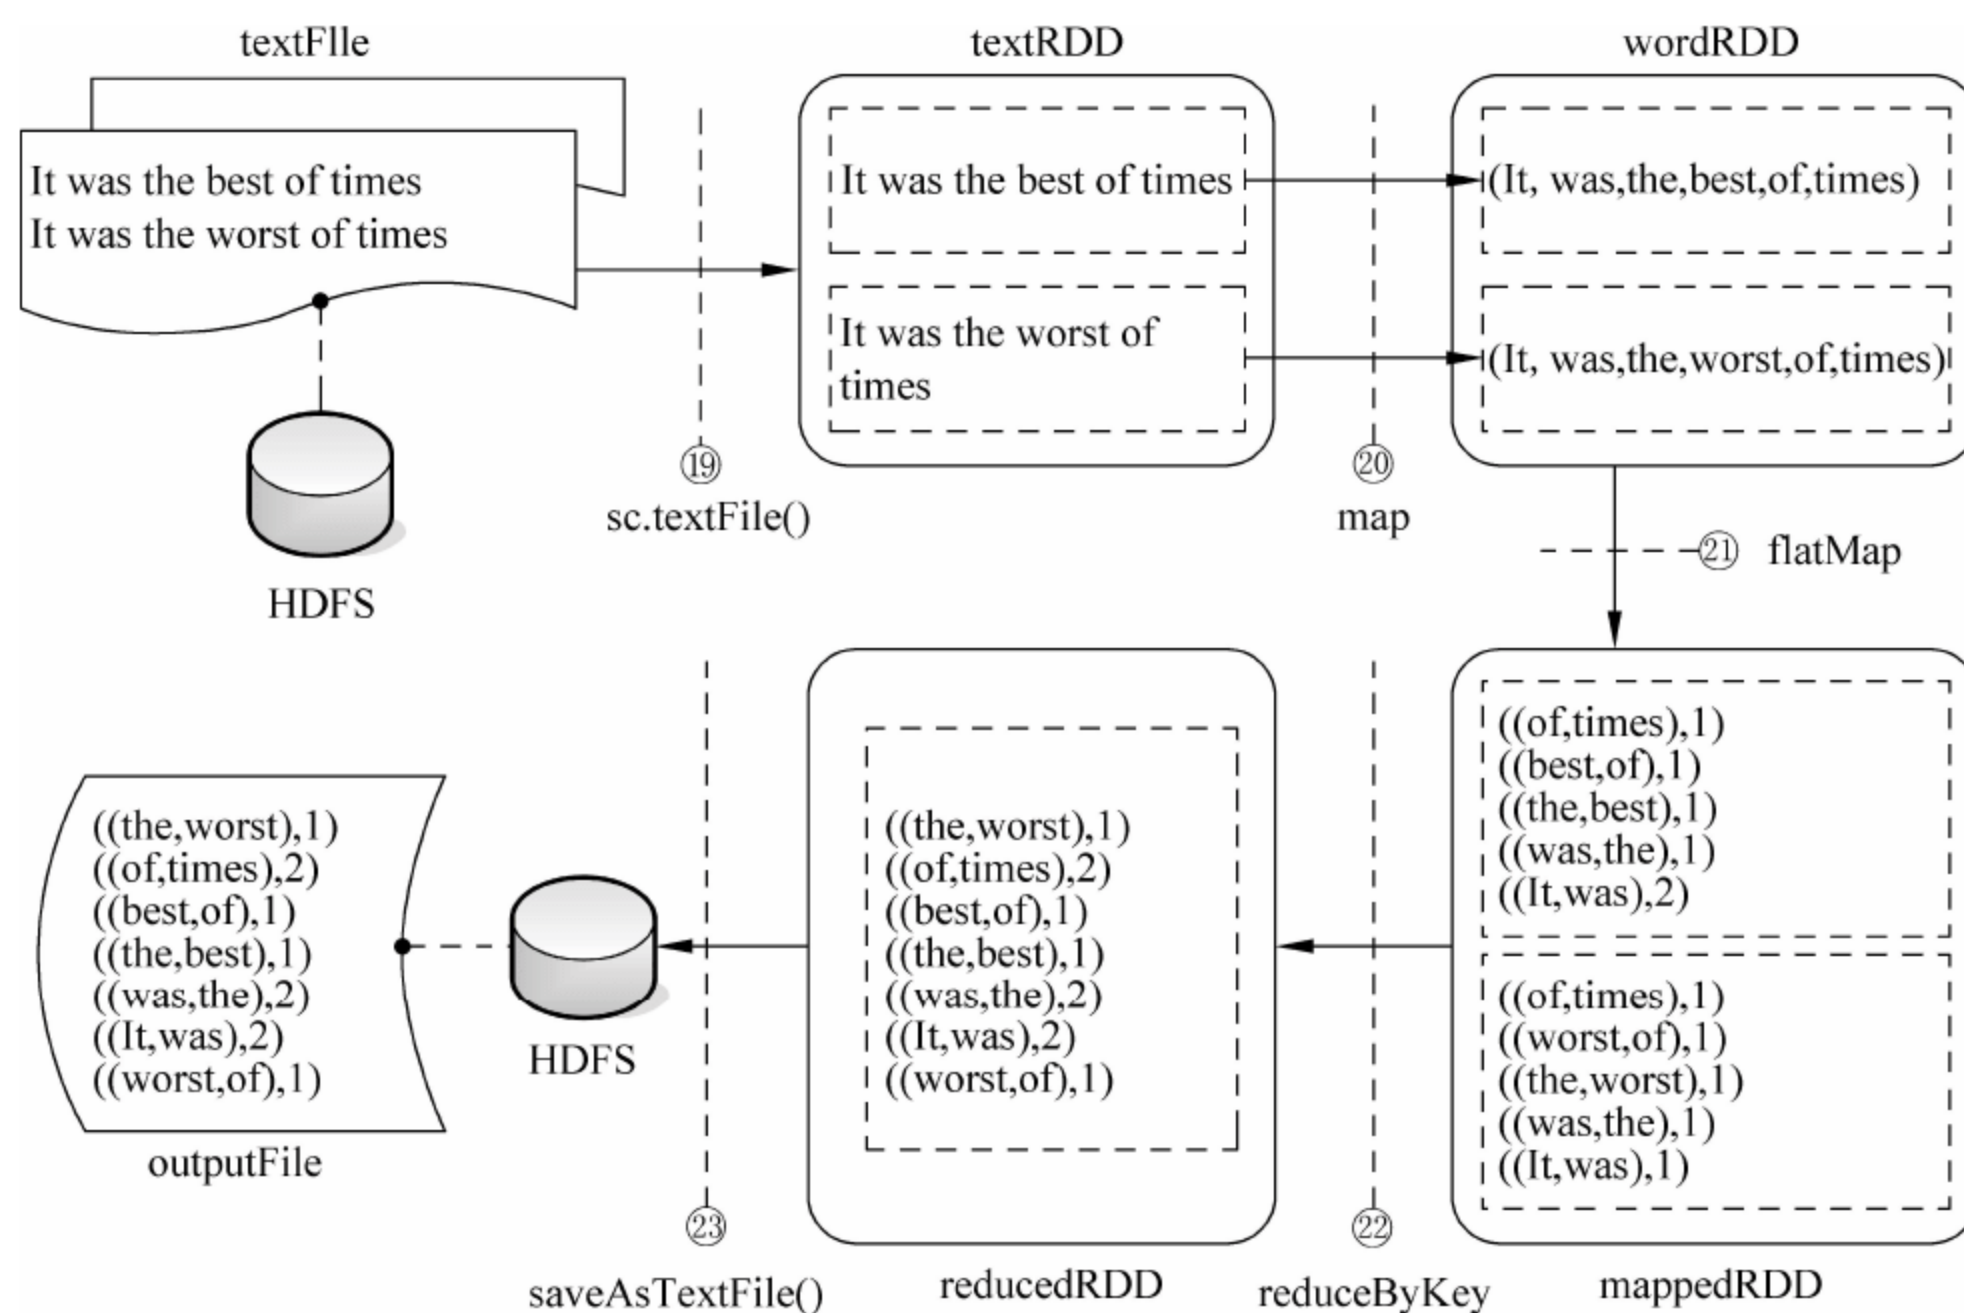 textFlle
It was the best of times
It was the worst of times
HDFS
⑲
sc.textFile()
textRDD
It was the best of times
It was the worst of
times
⑳
map
wordRDD
(It, was,the,best,of,times)
(It, was,the,worst,of,times)
㉑ flatMap
((of,times),1)
((best,of),1)
((the,best),1)
((was,the),1)
((It,was),2)
((of,times),1)
((worst,of),1)
((the,worst),1)
((was,the),1)
((It,was),1)
mappedRDD
㉒
reduceByKey
((the,worst),1)
((of,times),2)
((best,of),1)
((the,best),1)
((was,the),2)
((It,was),2)
((worst,of),1)
reducedRDD
㉓
saveAsTextFile()
HDFS
((the,worst),1)
((of,times),2)
((best,of),1)
((the,best),1)
((was,the),2)
((It,was),2)
((worst,of),1)
outputFile